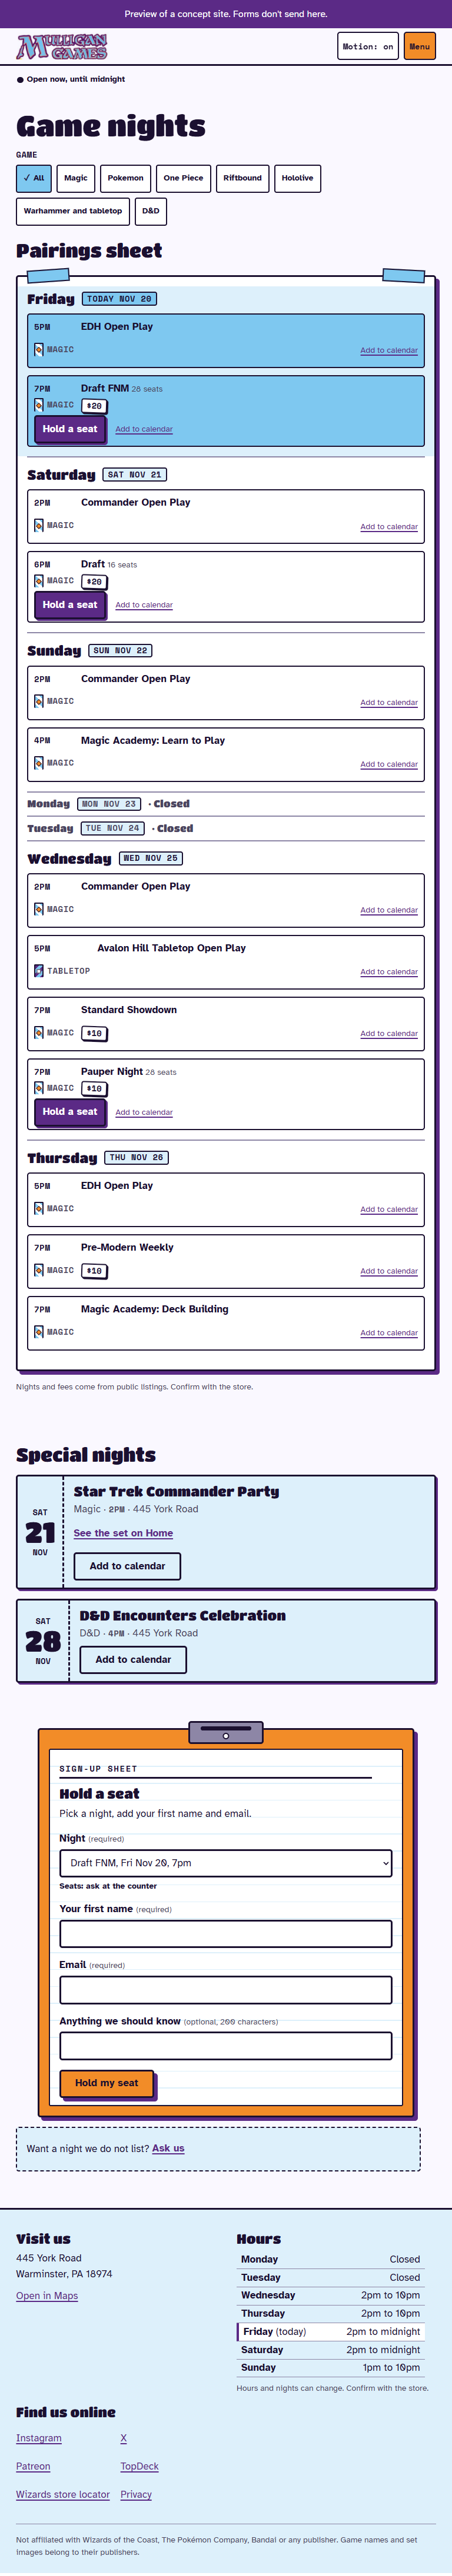 Preview of a concept site. Forms don't send here.
MULLIGAN GAMES
Motion: on
Menu
Open now, until midnight
Game nights
GAME
✓ All
Magic
Pokemon
One Piece
Riftbound
Hololive
Warhammer and tabletop
D&D
Pairings sheet
Friday TODAY NOV 20
5PM EDH Open Play
MAGIC Add to calendar
7PM Draft FNM 28 seats
MAGIC $20
Hold a seat Add to calendar
Saturday SAT NOV 21
2PM Commander Open Play
MAGIC Add to calendar
6PM Draft 16 seats
MAGIC $20
Hold a seat Add to calendar
Sunday SUN NOV 22
2PM Commander Open Play
MAGIC Add to calendar
4PM Magic Academy: Learn to Play
MAGIC Add to calendar
Monday MON NOV 23 · Closed
Tuesday TUE NOV 24 · Closed
Wednesday WED NOV 25
2PM Commander Open Play
MAGIC Add to calendar
5PM Avalon Hill Tabletop Open Play
TABLETOP Add to calendar
7PM Standard Showdown
MAGIC $10 Add to calendar
7PM Pauper Night 28 seats
MAGIC $10
Hold a seat Add to calendar
Thursday THU NOV 26
5PM EDH Open Play
MAGIC Add to calendar
7PM Pre-Modern Weekly
MAGIC $10 Add to calendar
7PM Magic Academy: Deck Building
MAGIC Add to calendar
Nights and fees come from public listings. Confirm with the store.
Special nights
SAT
21
NOV
Star Trek Commander Party
Magic · 2PM · 445 York Road
See the set on Home
Add to calendar
SAT
28
NOV
D&D Encounters Celebration
D&D · 4PM · 445 York Road
Add to calendar
SIGN-UP SHEET
Hold a seat
Pick a night, add your first name and email.
Night (required)
Draft FNM, Fri Nov 20, 7pm
Seats: ask at the counter
Your first name (required)
Email (required)
Anything we should know (optional, 200 characters)
Hold my seat
Want a night we do not list? Ask us
Visit us
445 York Road
Warminster, PA 18974
Open in Maps
Hours
Monday Closed
Tuesday Closed
Wednesday 2pm to 10pm
Thursday 2pm to 10pm
Friday (today) 2pm to midnight
Saturday 2pm to midnight
Sunday 1pm to 10pm
Hours and nights can change. Confirm with the store.
Find us online
Instagram X
Patreon TopDeck
Wizards store locator Privacy
Not affiliated with Wizards of the Coast, The Pokémon Company, Bandai or any publisher. Game names and set
images belong to their publishers.